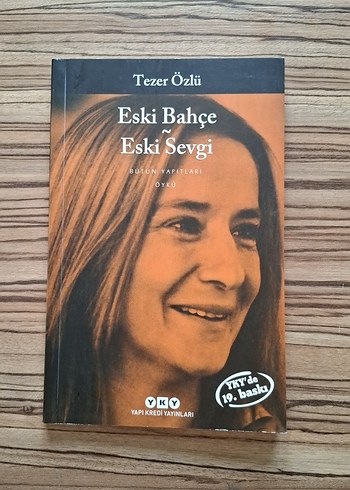 Tezer Özlü
Eski Bahçe
~
Eski Sevgi
BÜTÜN YAPITLARI
ÖYKÜ
YKY'de
19. baskı
YKY
YAPI KREDİ YAYINLARI